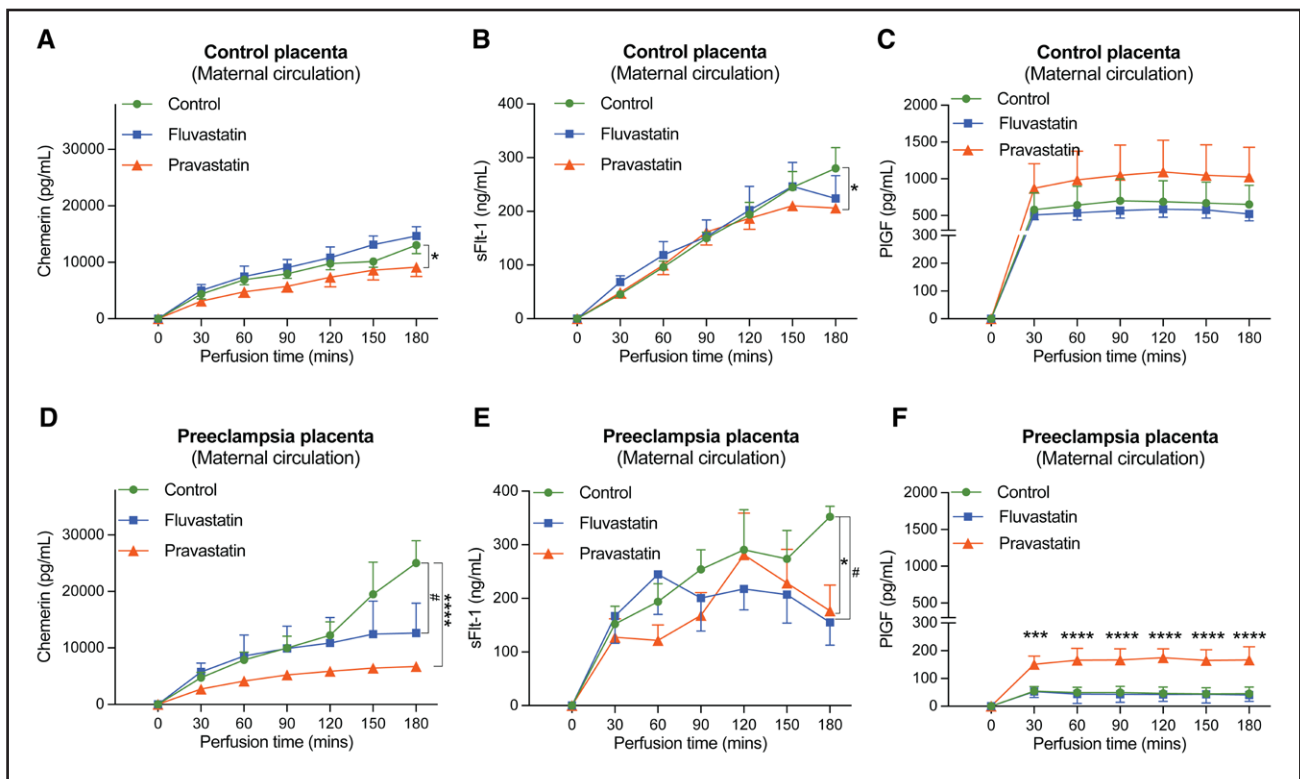 A
Control placenta
(Maternal circulation)
Control
Fluvastatin
Pravastatin
Chemerin (pg/mL)
30000
20000
10000
0
*
0 30 60 90 120 150 180
Perfusion time (mins)
B
Control placenta
(Maternal circulation)
Control
Fluvastatin
Pravastatin
sFlt-1 (ng/mL)
400
300
200
100
0
*
0 30 60 90 120 150 180
Perfusion time (mins)
C
Control placenta
(Maternal circulation)
Control
Fluvastatin
Pravastatin
PlGF (pg/mL)
2000
1500
1000
500
300
200
100
0
0 30 60 90 120 150 180
Perfusion time (mins)
D
Preeclampsia placenta
(Maternal circulation)
Control
Fluvastatin
Pravastatin
Chemerin (pg/mL)
30000
20000
10000
0
#
****
0 30 60 90 120 150 180
Perfusion time (mins)
E
Preeclampsia placenta
(Maternal circulation)
Control
Fluvastatin
Pravastatin
sFlt-1 (ng/mL)
400
300
200
100
0
*
#
0 30 60 90 120 150 180
Perfusion time (mins)
F
Preeclampsia placenta
(Maternal circulation)
Control
Fluvastatin
Pravastatin
PlGF (pg/mL)
2000
1500
1000
500
300
200
100
0
*** **** **** **** **** ****
0 30 60 90 120 150 180
Perfusion time (mins)